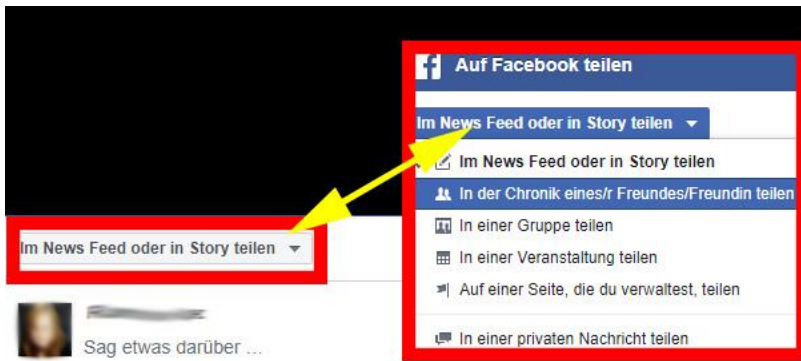 Auf Facebook teilen
Im News Feed oder in Story teilen
Im News Feed oder in Story teilen
In der Chronik eines/r Freundes/Freundin teilen
In einer Gruppe teilen
In einer Veranstaltung teilen
Auf einer Seite, die du verwaltest, teilen
In einer privaten Nachricht teilen
Im News Feed oder in Story teilen
Sag etwas darüber ...